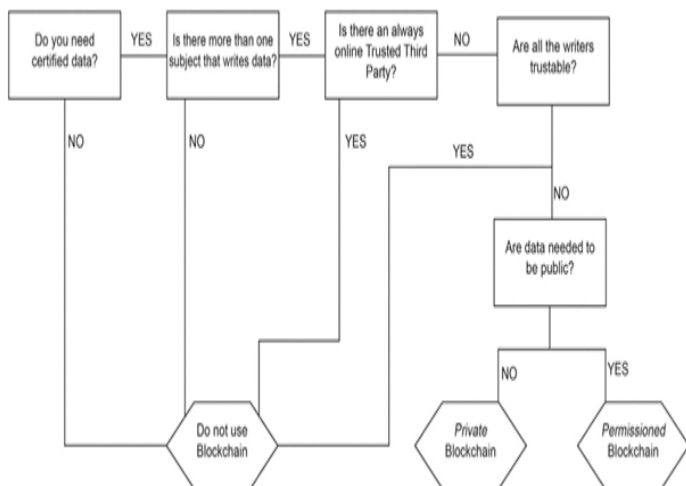 Do you need
certified data?
YES
Is there more than one
subject that writes data?
YES
Is there an always
online Trusted Third
Party?
NO
Are all the writers
trustable?
NO
NO
YES
YES
NO
Are data needed to
be public?
NO
YES
Do not use
Blockchain
Private
Blockchain
Permissioned
Blockchain